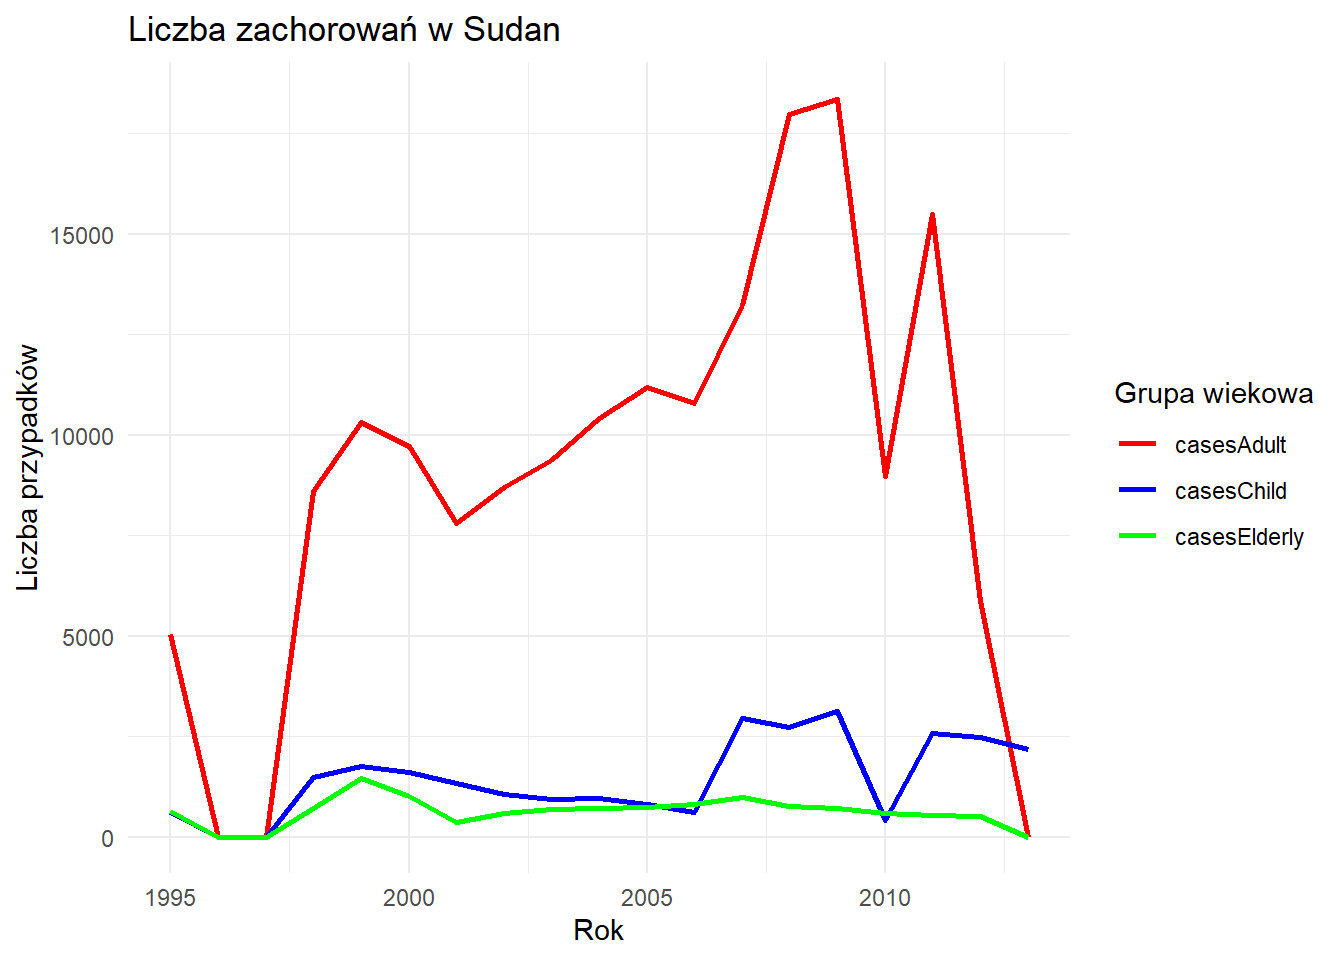 Liczba zachorowań w Sudan
Liczba przypadków
15000
10000
5000
0
1995
2000
2005
2010
Rok
Grupa wiekowa
casesAdult
casesChild
casesElderly